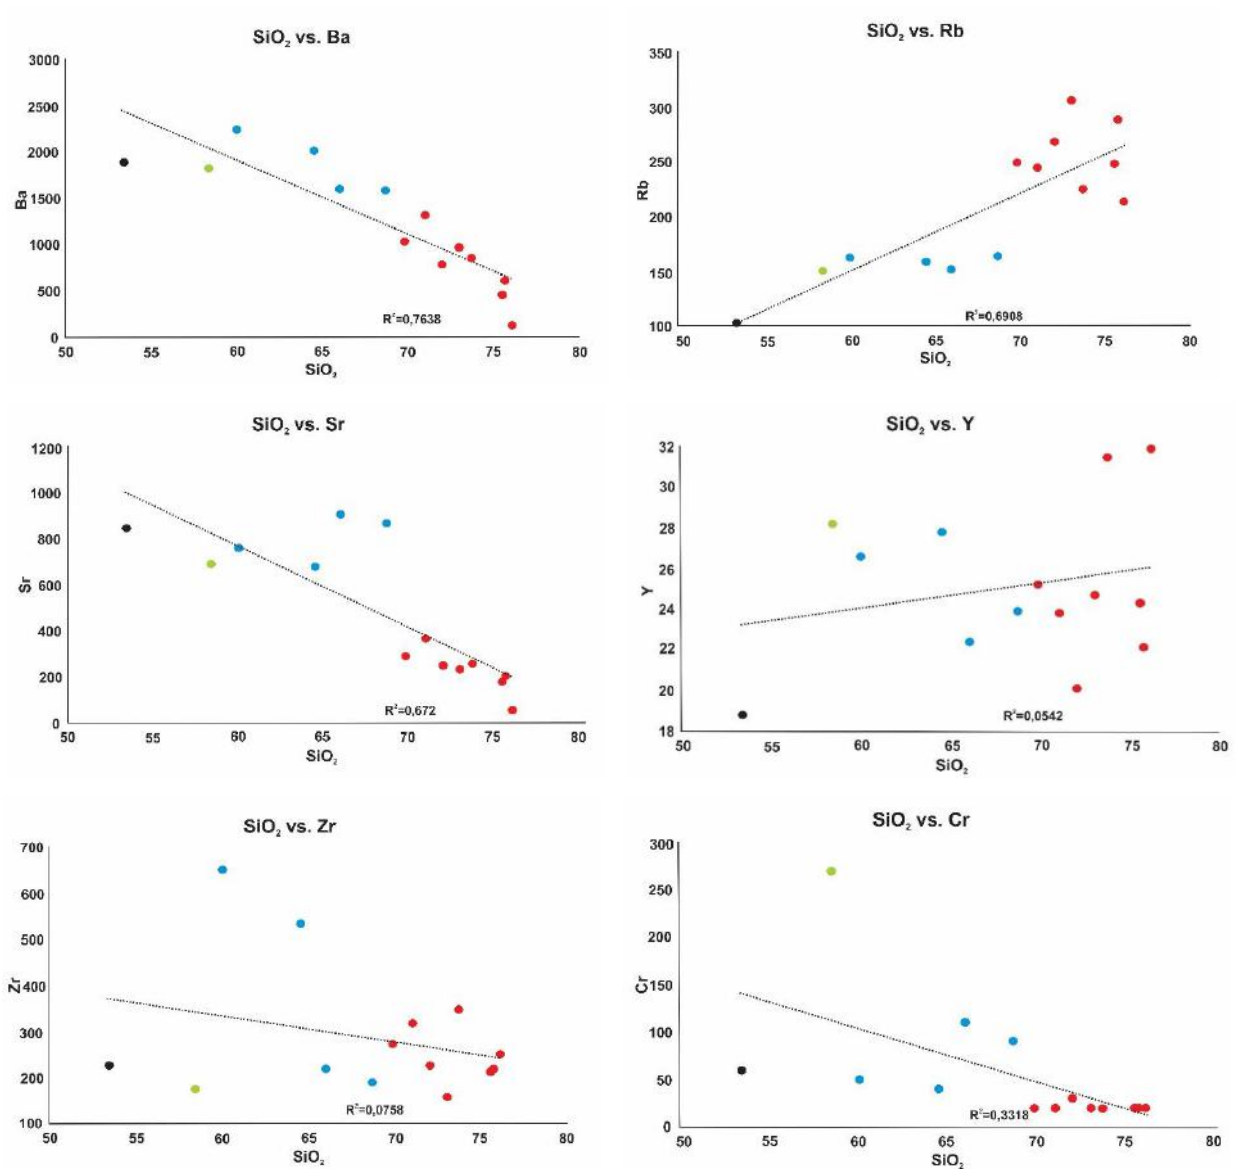 SiO₂ vs. Ba
3000
2500
2000
1500
1000
500
0
Ba
R²=0,7638
50 55 60 65 70 75 80
SiO₂
SiO₂ vs. Rb
350
300
250
200
150
100
Rb
R²=0,6908
50 55 60 65 70 75 80
SiO₂
SiO₂ vs. Sr
1200
1000
800
600
400
200
0
Sr
R²=0,672
50 55 60 65 70 75 80
SiO₂
SiO₂ vs. Y
32
30
28
26
24
22
20
18
Y
R²=0,0542
50 55 60 65 70 75 80
SiO₂
SiO₂ vs. Zr
700
600
500
400
300
200
100
Zr
R²=0,0758
50 55 60 65 70 75 80
SiO₂
SiO₂ vs. Cr
300
250
200
150
100
50
0
Cr
R²=0,3318
50 55 60 65 70 75 80
SiO₂